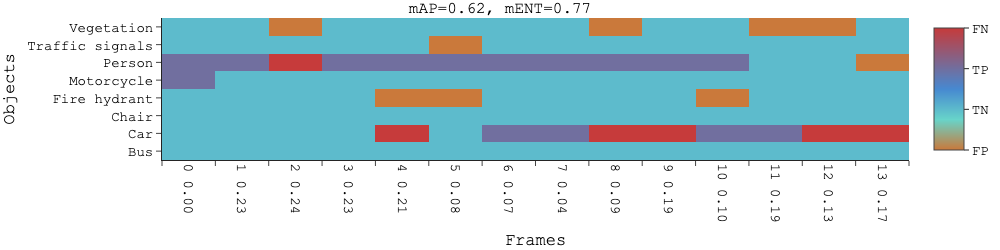 mAP=0.62, mENT=0.77
Objects
Vegetation
Traffic signals
Person
Motorcycle
Fire hydrant
Chair
Car
Bus
0 0.00
1 0.23
2 0.24
3 0.23
4 0.21
5 0.08
6 0.07
7 0.04
8 0.09
9 0.19
10 0.10
11 0.19
12 0.13
13 0.17
Frames
FN
TP
TN
FP